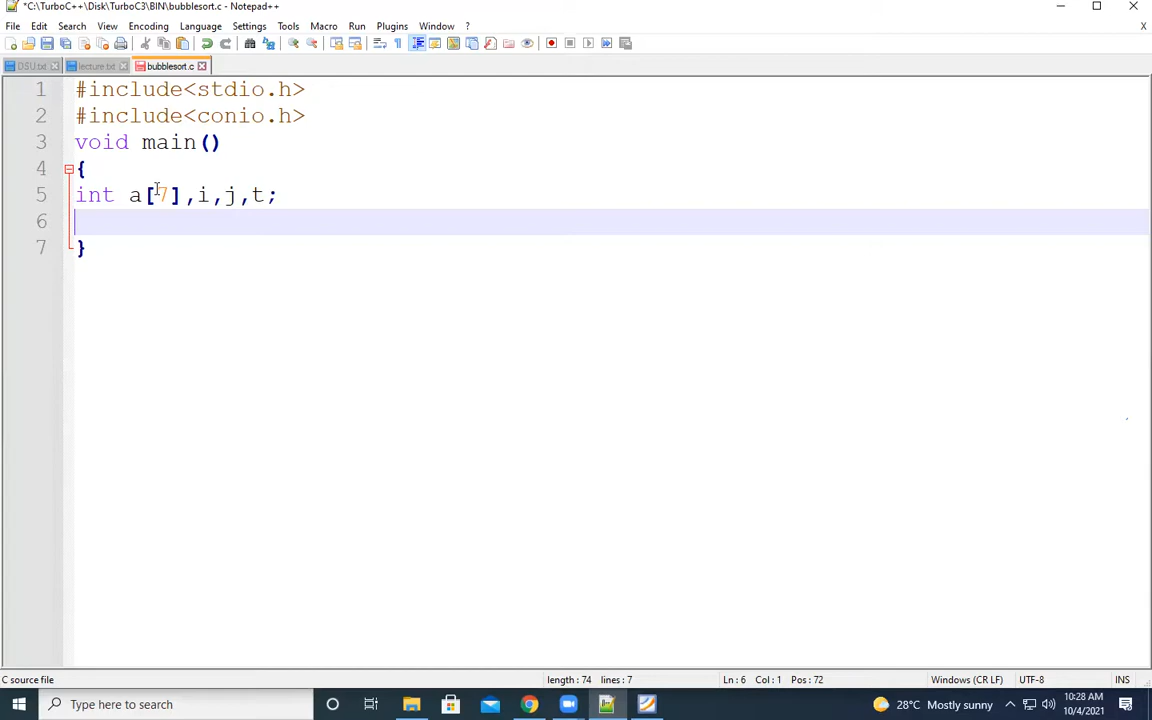 *C:\TurboC++\Disk\TurboC3\BIN\bubblesort.c - Notepad++
File Edit Search View Encoding Language Settings Tools Macro Run Plugins Window ? X
DSU.txt lecture.txt bubblesort.c
1 #include<stdio.h>
2 #include<conio.h>
3 void main()
4 {
5 int a[7],i,j,t;
6
7 }
C source file length : 74 lines : 7 Ln : 6 Col : 1 Pos : 72 Windows (CR LF) UTF-8 INS
Type here to search 28°C Mostly sunny 10:28 AM
10/4/2021